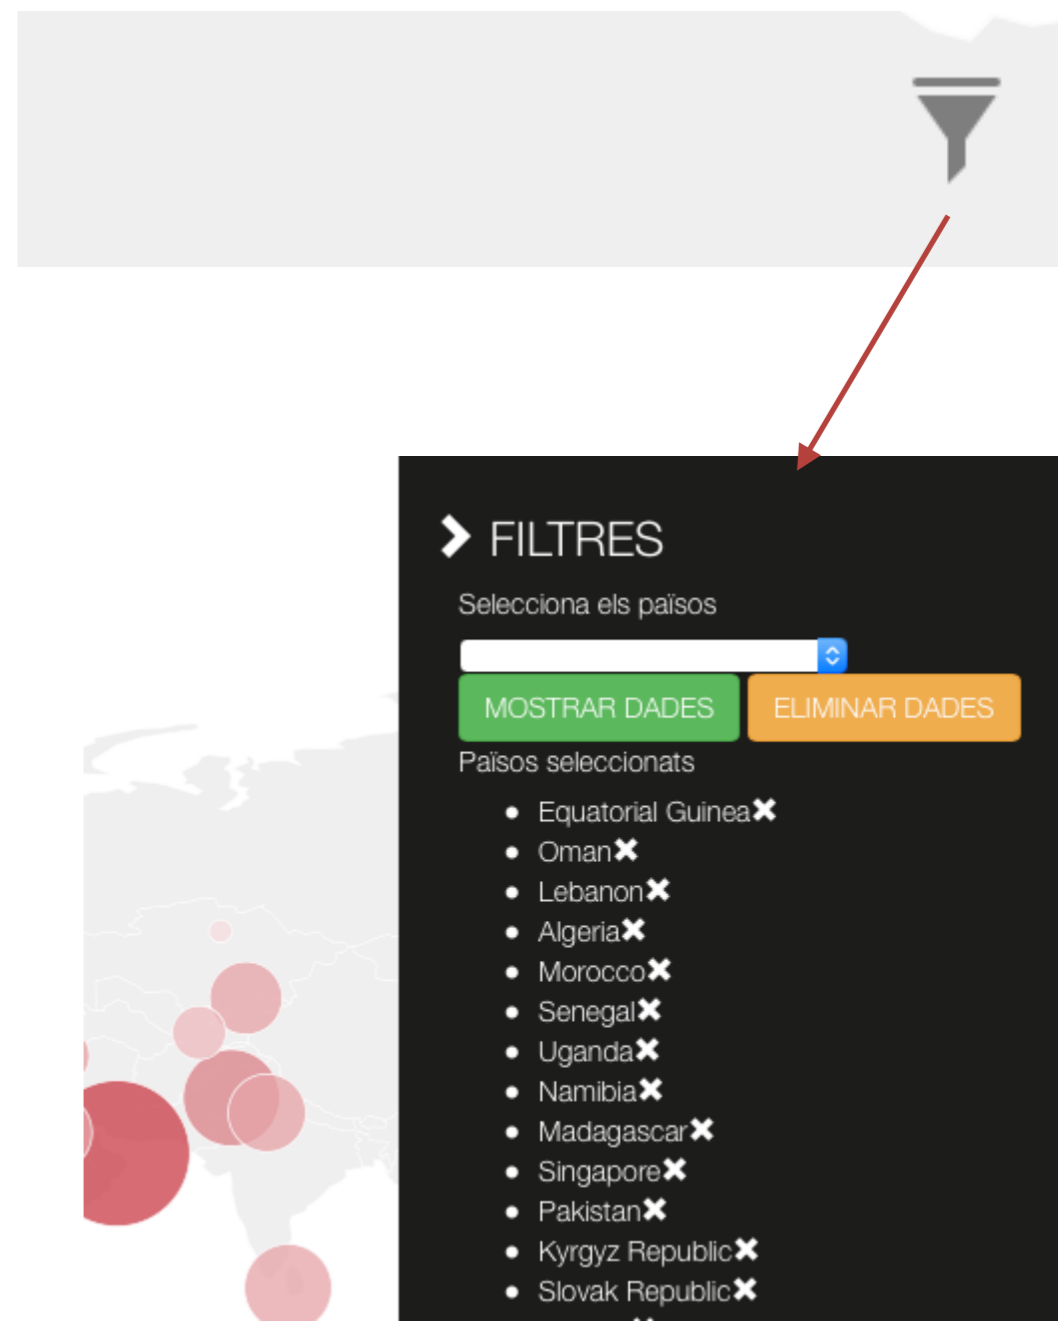 FILTRES
Selecciona els països
MOSTRAR DADES ELIMINAR DADES
Països seleccionats
Equatorial Guinea
Oman
Lebanon
Algeria
Morocco
Senegal
Uganda
Namibia
Madagascar
Singapore
Pakistan
Kyrgyz Republic
Slovak Republic